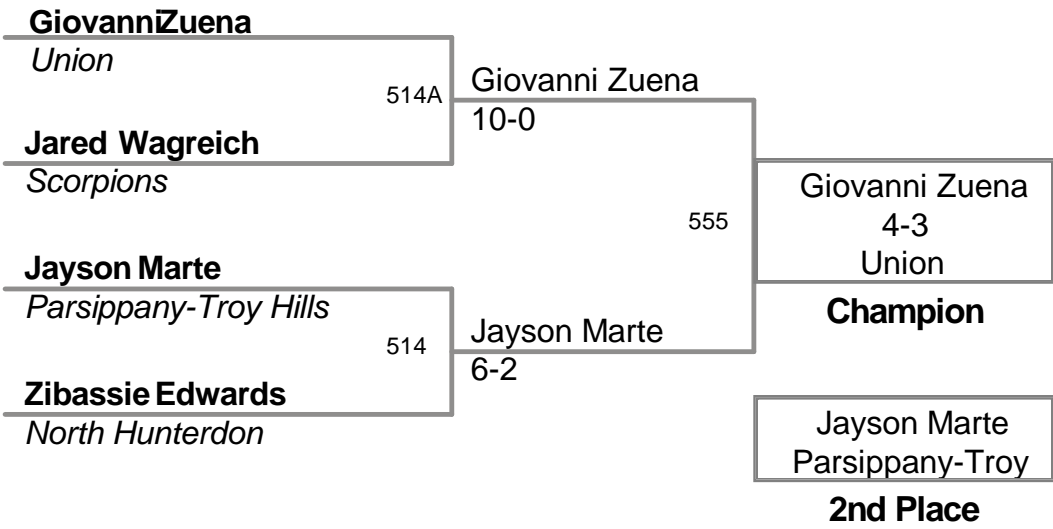 GiovanniZuena
Union
514A
Giovanni Zuena
10-0
Jared Wagreich
Scorpions
555
Giovanni Zuena
4-3
Union
Champion
Jayson Marte
Parsippany-Troy Hills
514
Jayson Marte
6-2
Zibassie Edwards
North Hunterdon
Jayson Marte
Parsippany-Troy
2nd Place